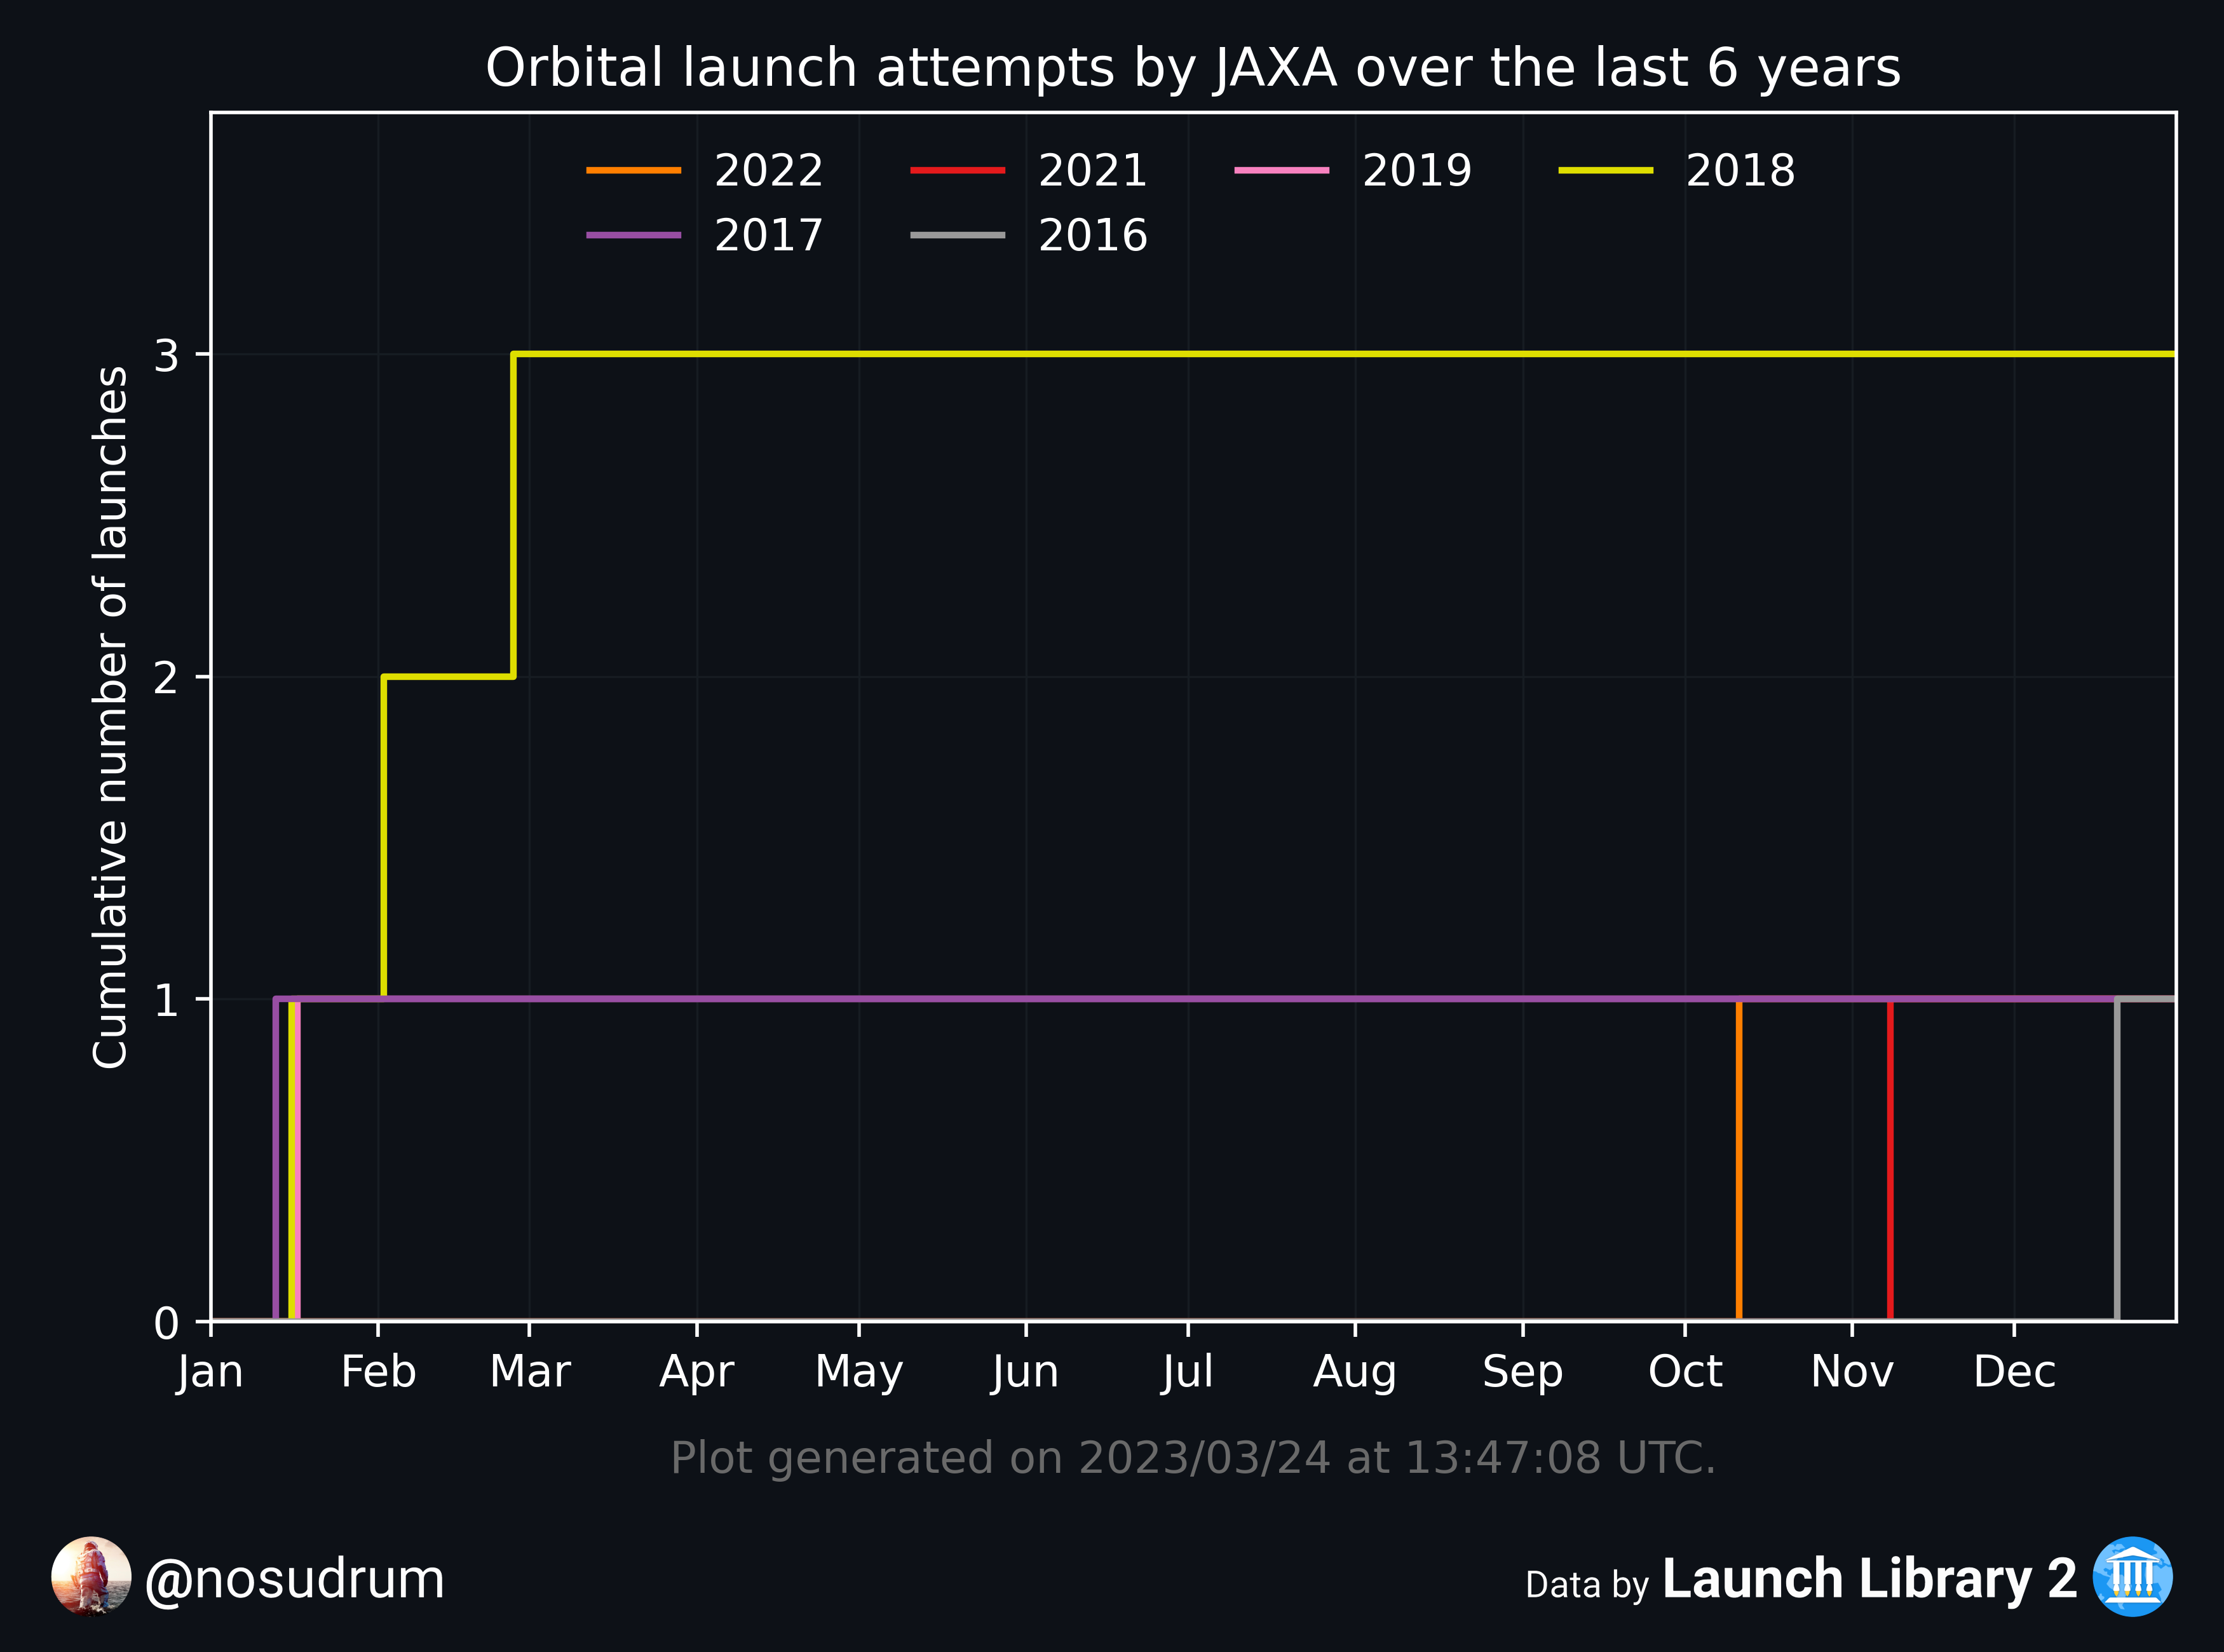 Orbital launch attempts by JAXA over the last 6 years
2022 2021 2019 2018
2017 2016
Cumulative number of launches
3
2
1
0
Jan Feb Mar Apr May Jun Jul Aug Sep Oct Nov Dec
Plot generated on 2023/03/24 at 13:47:08 UTC.
@nosudrum
Data by Launch Library 2